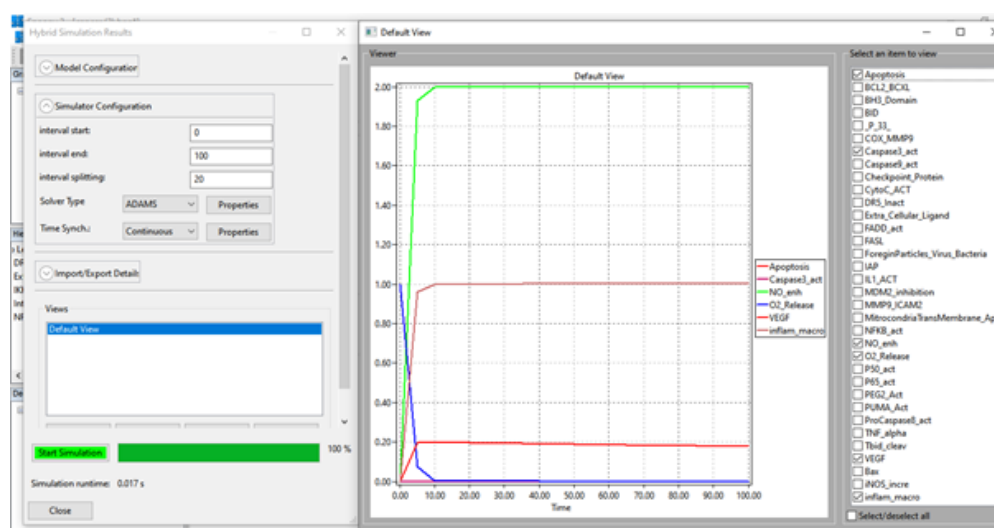 Hybrid Simulation Results
Model Configuration
Simulator Configuration
interval start: 0
interval end: 100
interval splitting: 20
Solver Type ADAMS Properties
Time Synch.: Continuous Properties
Import/Export Details
Views
Default View
Start Simulation 100 %
Simulation runtime: 0.017 s
Close
Default View
Viewer
Default View
2.00
1.80
1.60
1.40
1.20
1.00
0.80
0.60
0.40
0.20
0.00
0.00 10.00 20.00 30.00 40.00 50.00 60.00 70.00 80.00 90.00 100.00
Time
Apoptosis
Caspase3_act
NO_enh
O2_Release
VEGF
inflam_macro
Select an item to view
Apoptosis
BCL2_BCXL
BH3_Domain
BID
_P_33_
COX_MMP9
Caspase3_act
Caspase9_act
Checkpoint_Protein
CytoC_ACT
DR5_Inact
Extra_Cellular_Ligand
FADD_act
FASL
ForeginParticles_Virus_Bacteria
IAP
IL1_ACT
MDM2_inhibition
MMP9_ICAM2
MitrocondriaTransMembrane_Ap
NFKB_act
NO_enh
O2_Release
P50_act
P65_act
PEG2_Act
PUMA_Act
ProCaspase8_act
TNF_alpha
Tbid_cleav
VEGF
Bax
iNOS_incre
inflam_macro
Select/deselect all